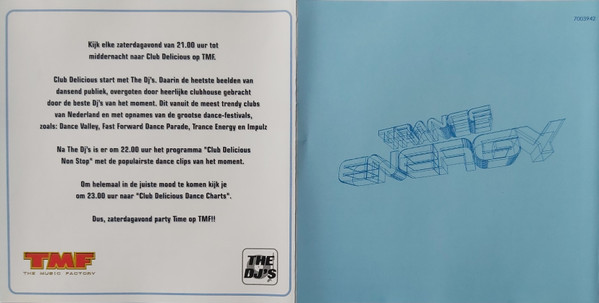 Kijk elke zaterdagavond van 21.00 uur tot
middernacht naar Club Delicious op TMF.
Club Delicious start met The Dj's. Daarin de heetste beelden van
dansend publiek, overgoten door heerlijke clubhouse gebracht
door de beste Dj's van het moment. Dit vanuit de meest trendy clubs
van Nederland en met opnames van de grootse dance-festivals,
zoals: Dance Valley, Fast Forward Dance Parade, Trance Energy en Impulz
Na The Dj's is er om 22.00 uur het programma "Club Delicious
Non Stop" met de populairste dance clips van het moment.
Om helemaal in de juiste mood te komen kijk je
om 23.00 uur naar "Club Delicious Dance Charts".
Dus, zaterdagavond party Time op TMF!!
TMF
THE MUSIC FACTORY
THE
DJ'S
7003940
TRANCE
ENERGY